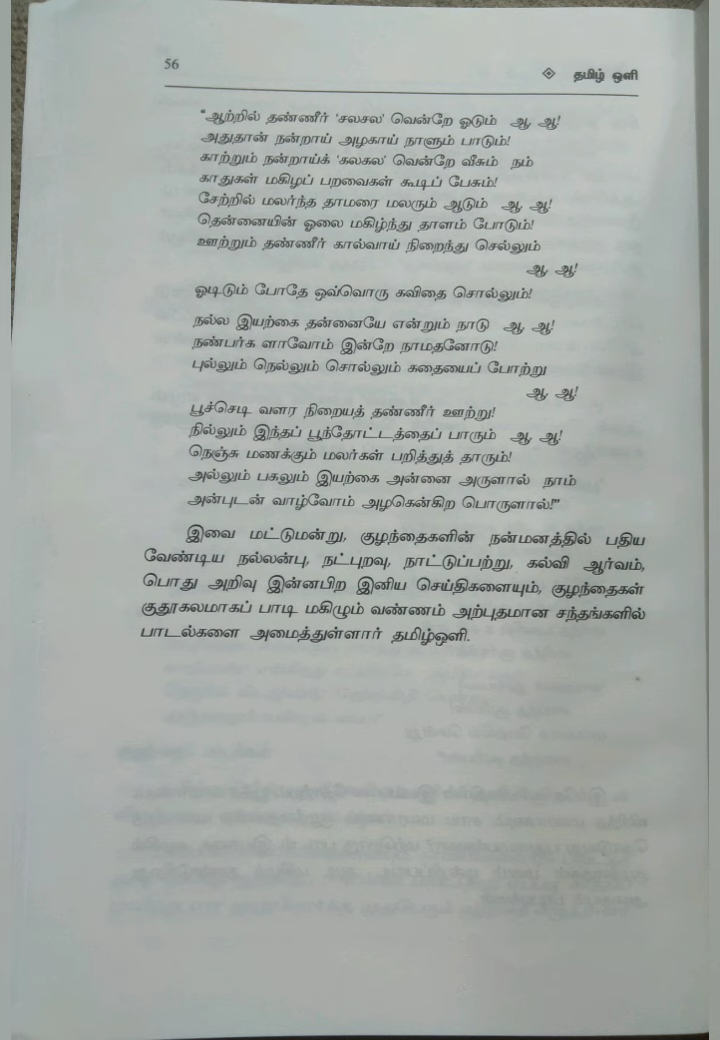 56
தமிழ் ஒளி
"ஆற்றில் தண்ணீர் 'சலசல' வென்றே ஓடும் ஆ, ஆ!
அதுதான் நன்றாய் அழகாய் நாளும் பாடும்!
காற்றும் நன்றாய்க் 'கலகல' வென்றே வீசும் நம்
காதுகள் மகிழப் பறவைகள் கூடிப் பேசும்!
சேற்றில் மலர்ந்த தாமரை மலரும் ஆடும் ஆ, ஆ!
தென்னையின் ஓலை மகிழ்ந்து தாளம் போடும்!
ஊற்றும் தண்ணீர் கால்வாய் நிறைந்து செல்லும்
ஆ, ஆ!
ஓடிடும் போதே ஒவ்வொரு கவிதை சொல்லும்!
நல்ல இயற்கை தன்னையே என்றும் நாடு ஆ, ஆ!
நண்பர்க ளாவோம் இன்றே நாமதனோடு!
புல்லும் நெல்லும் சொல்லும் கதையைப் போற்று
ஆ, ஆ!
பூச்செடி வளர நிறையத் தண்ணீர் ஊற்று!
நில்லும் இந்தப் பூந்தோட்டத்தைப் பாரும் ஆ, ஆ!
நெஞ்சு மணக்கும் மலர்கள் பறித்துத் தாரும்!
அல்லும் பகலும் இயற்கை அன்னை அருளால் நாம்
அன்புடன் வாழ்வோம் அழகென்கிற பொருளால்!"
இவை மட்டுமன்று, குழந்தைகளின் நன்மனத்தில் பதிய
வேண்டிய நல்லன்பு, நட்புறவு, நாட்டுப்பற்று, கல்வி ஆர்வம்,
பொது அறிவு இன்னபிற இனிய செய்திகளையும், குழந்தைகள்
குதூகலமாகப் பாடி மகிழும் வண்ணம் அற்புதமான சந்தங்களில்
பாடல்களை அமைத்துள்ளார் தமிழ்ஒளி.